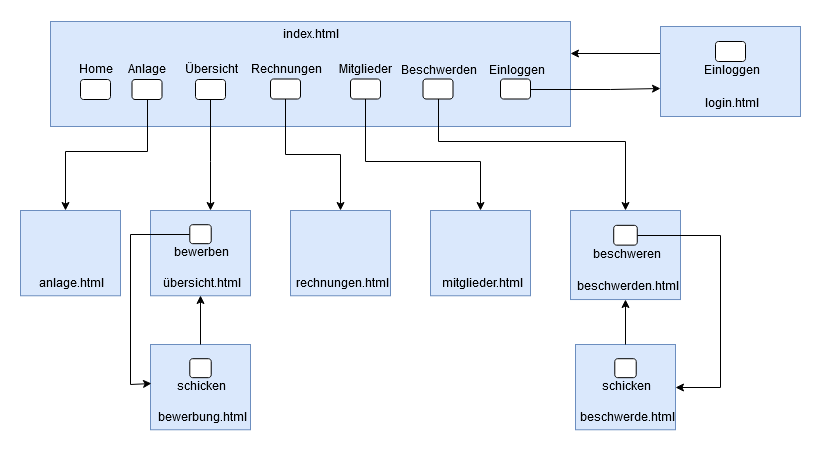 index.html
Home Anlage Übersicht Rechnungen Mitglieder Beschwerden Einloggen
Einloggen
login.html
anlage.html
bewerben
übersicht.html
rechnungen.html
mitglieder.html
beschweren
beschwerden.html
schicken
bewerbung.html
schicken
beschwerde.html